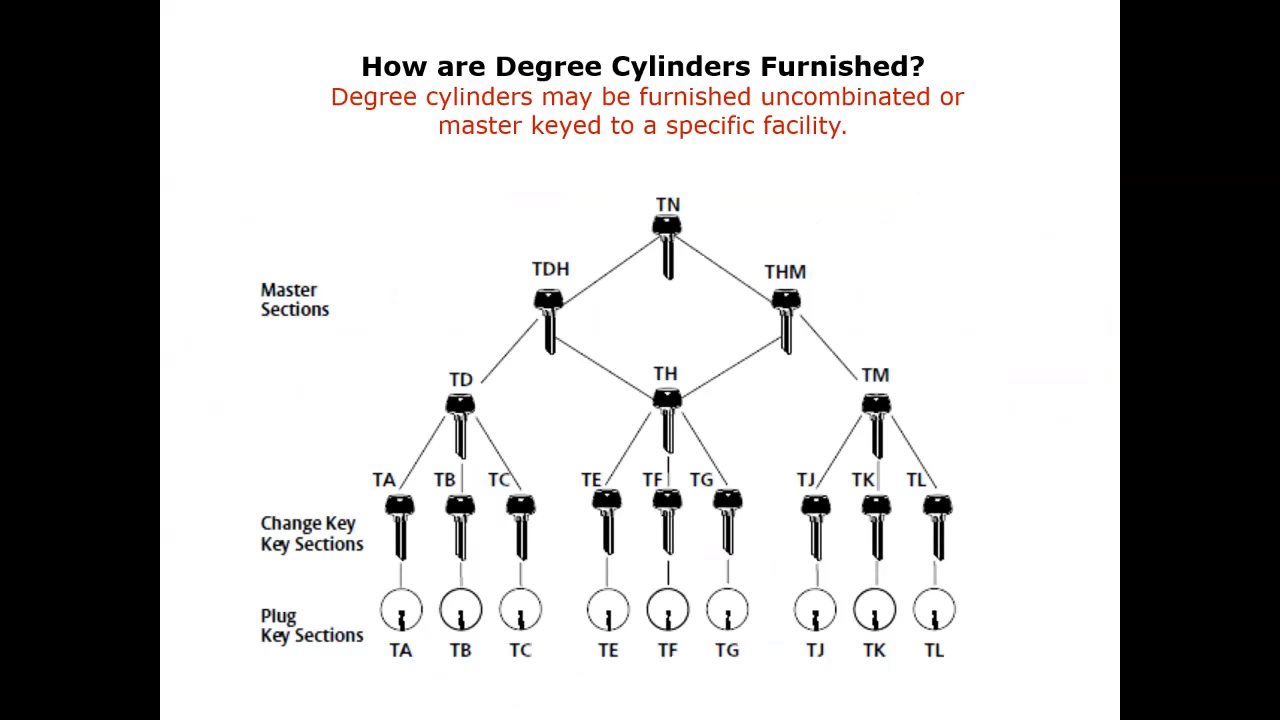 How are Degree Cylinders Furnished?
Degree cylinders may be furnished uncombinated or
master keyed to a specific facility.
TN
TDH THM
Master
Sections
TD TH TM
TA TB TC TE TF TG TJ TK TL
Change Key
Key Sections
Plug
Key Sections
TA TB TC TE TF TG TJ TK TL